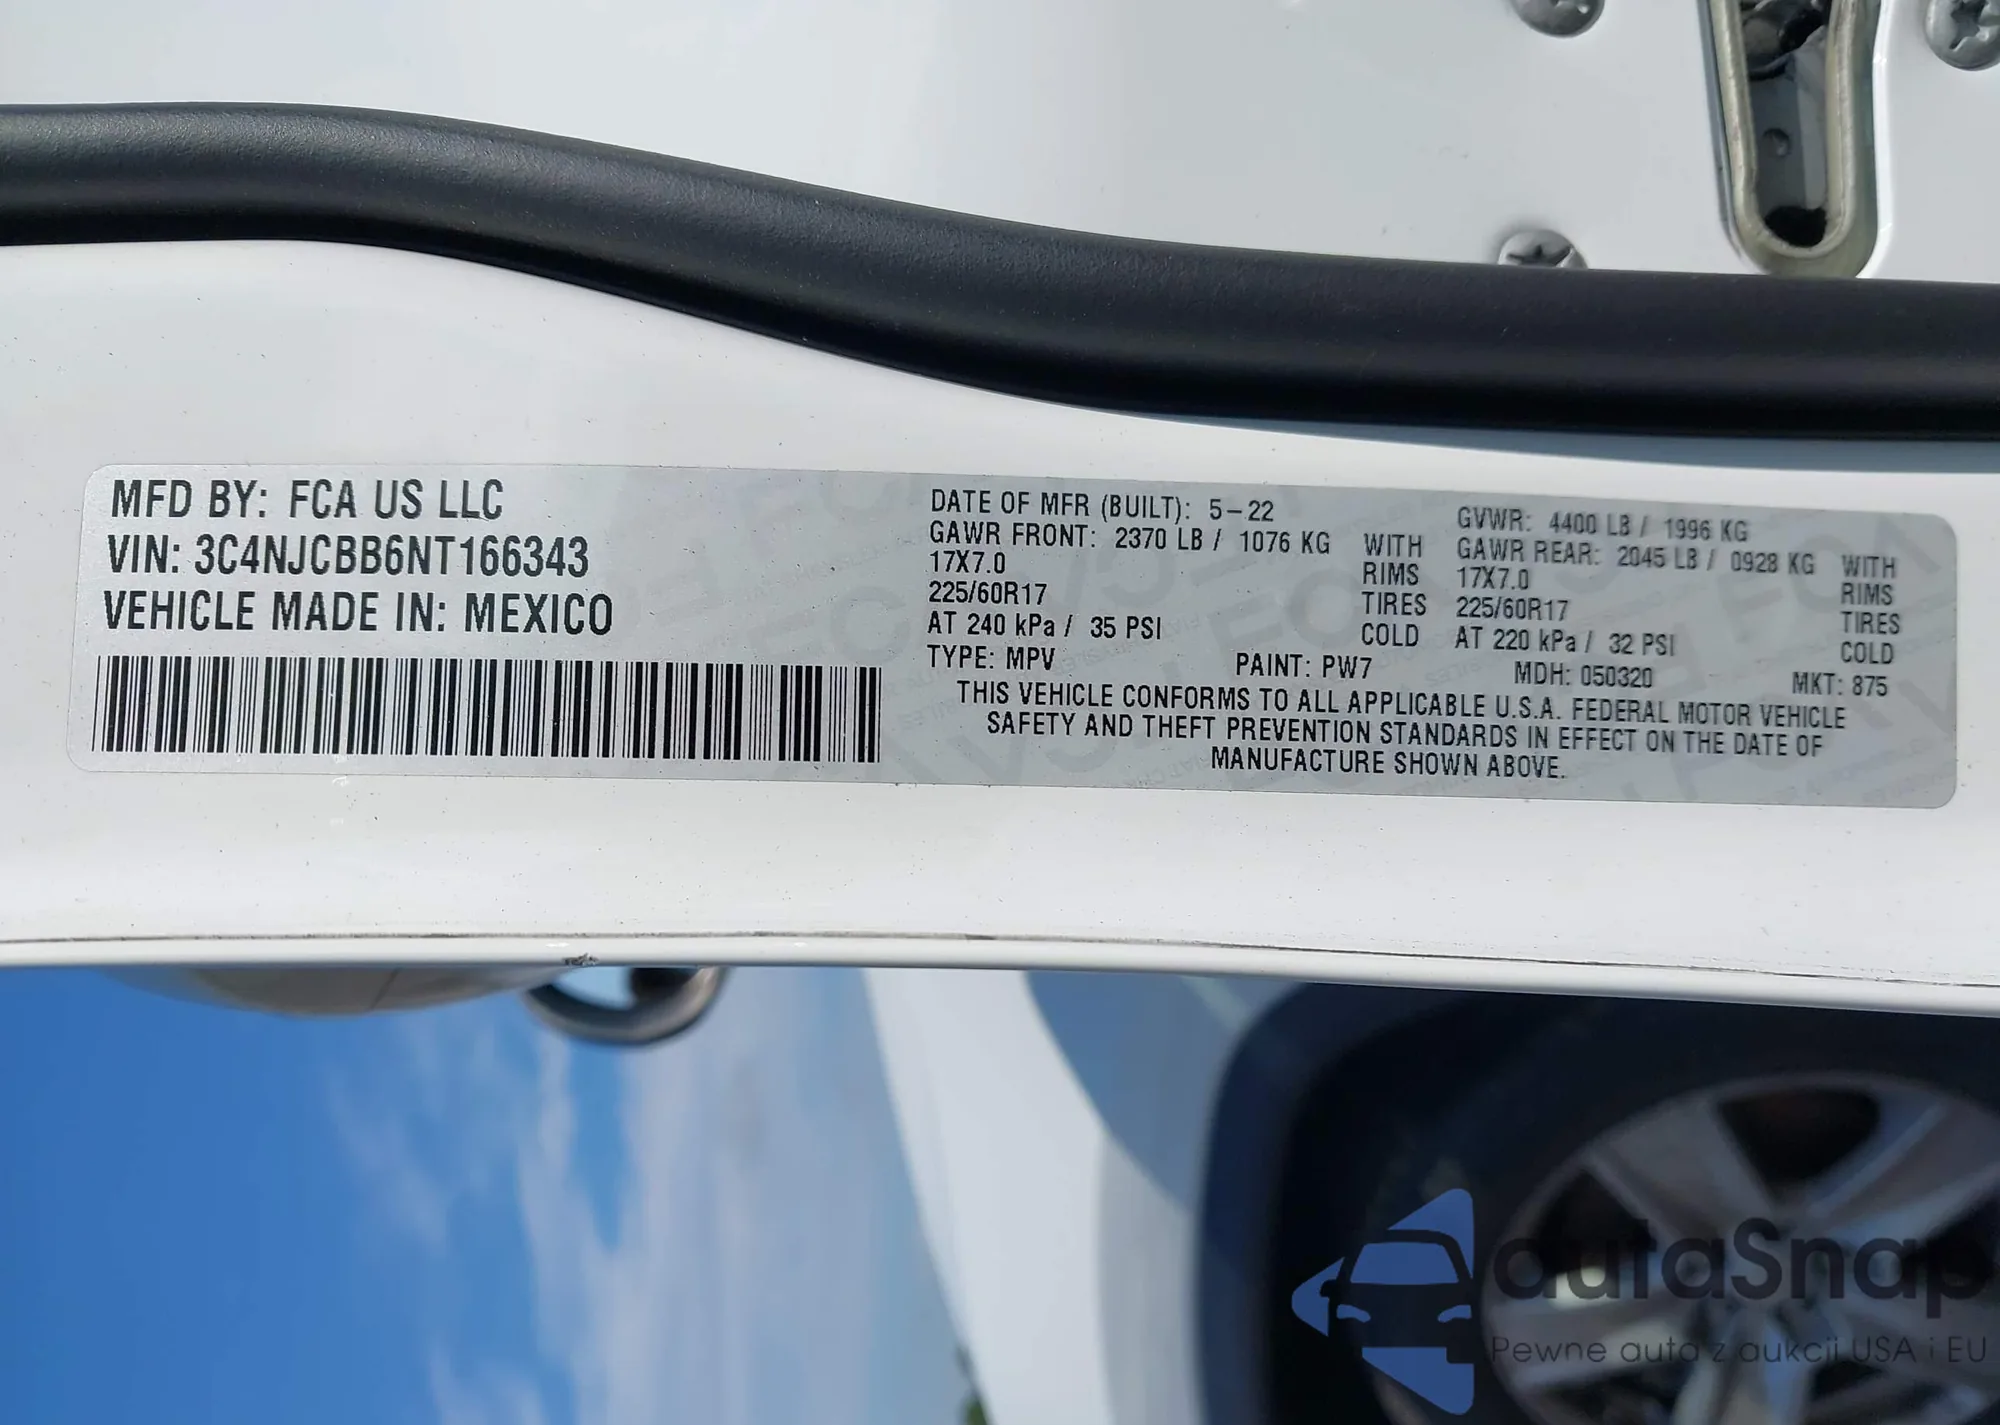 MFD BY: FCA US LLC
VIN: 3C4NJCBB6NT166343
VEHICLE MADE IN: MEXICO
DATE OF MFR (BUILT): 5-22
GAWR FRONT: 2370 LB / 1076 KG WITH
17X7.0 RIMS
225/60R17 TIRES
AT 240 kPa / 35 PSI COLD
GVWR: 4400 LB / 1996 KG
GAWR REAR: 2045 LB / 0928 KG WITH
17X7.0 RIMS
225/60R17 TIRES
AT 220 kPa / 32 PSI COLD
TYPE: MPV PAINT: PW7 MDH: 050320 MKT: 875
THIS VEHICLE CONFORMS TO ALL APPLICABLE U.S.A. FEDERAL MOTOR VEHICLE
SAFETY AND THEFT PREVENTION STANDARDS IN EFFECT ON THE DATE OF
MANUFACTURE SHOWN ABOVE.
autaSnap
Pewne auta z aukcji USA i EU